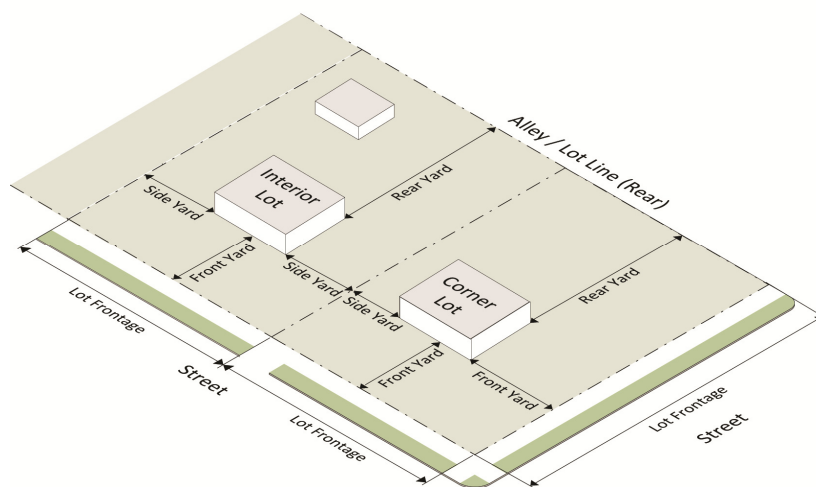 Alley / Lot Line (Rear)
Interior
Lot
Side Yard
Rear Yard
Front Yard
Side Yard
Side Yard
Corner
Lot
Rear Yard
Lot Frontage
Front Yard
Front Yard
Street
Lot Frontage
Lot Frontage
Street